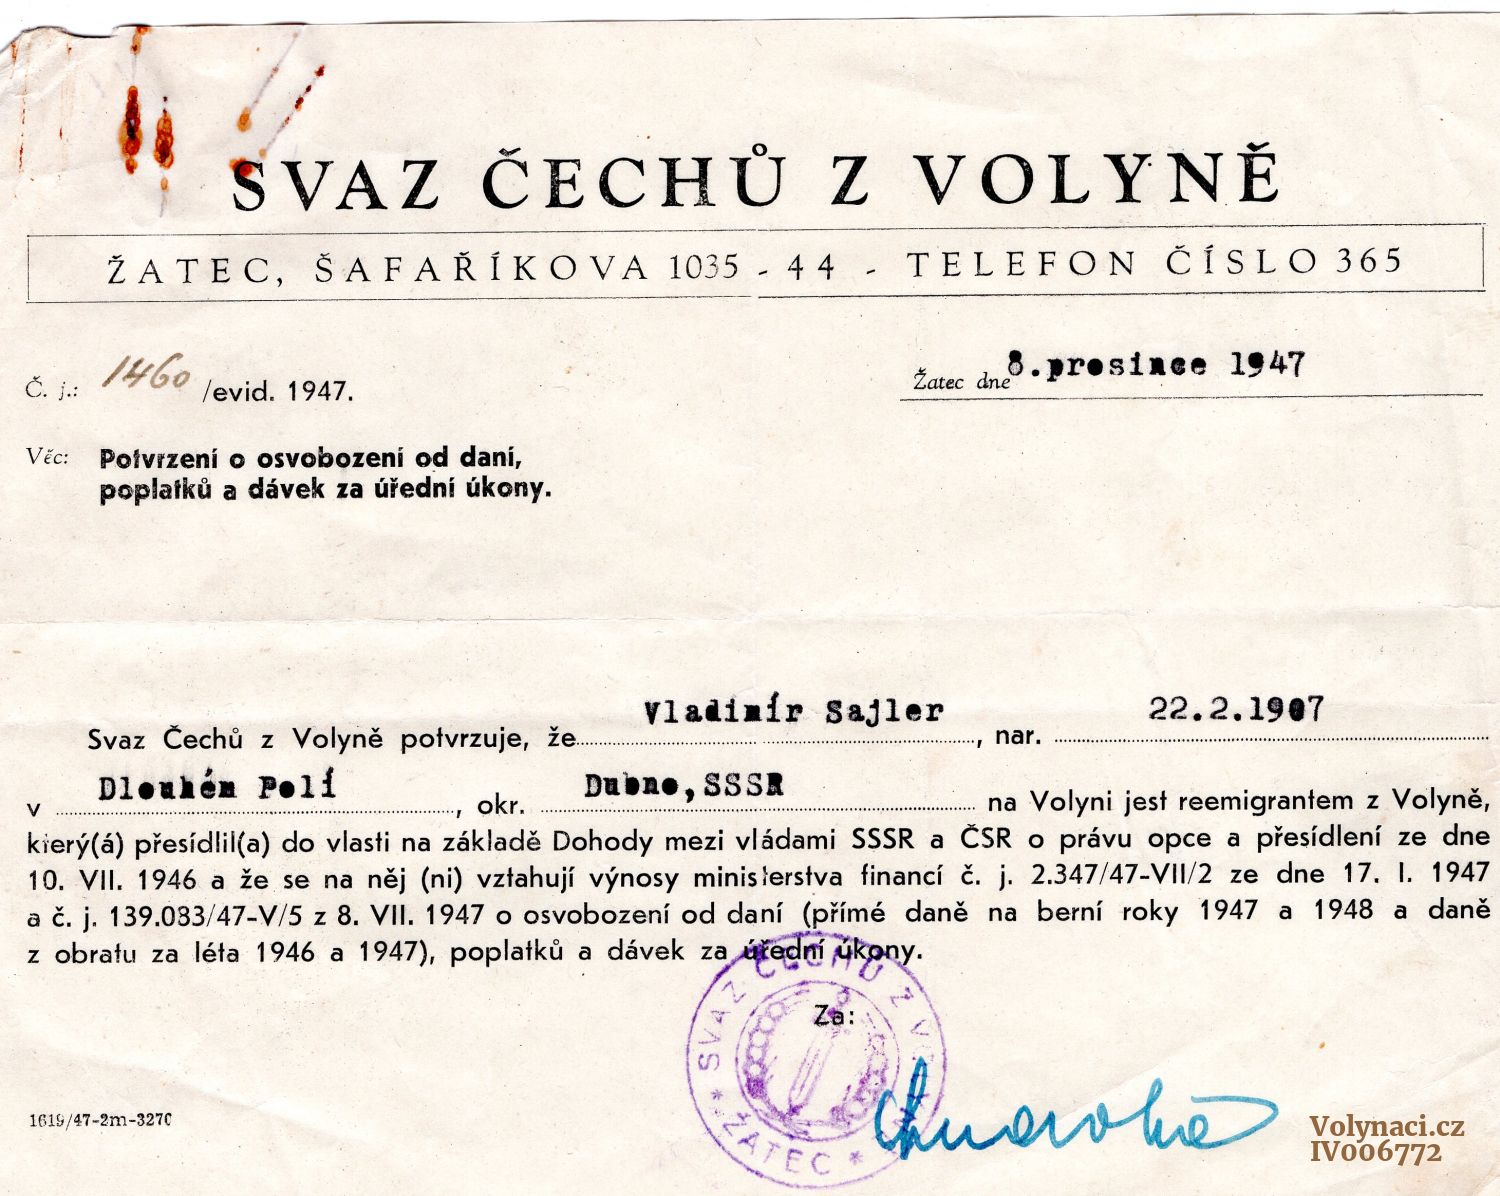 SVAZ ČECHŮ Z VOLYNĚ
ŽATEC, ŠAFAŘÍKOVA 1035 - 44 - TELEFON ČÍSLO 365
Č. j.: 1460 /evid. 1947.
Žatec dne 8.prosince 1947
Věc: Potvrzení o osvobození od daní,
poplatků a dávek za úřední úkony.
Svaz Čechů z Volyně potvrzuje, že Vladimír Sajler, nar. 22.2.1907
v Dlouhém Polí, okr. Dubno,SSSR na Volyni jest reemigrantem z Volyně,
který(á) přesídlil(a) do vlasti na základě Dohody mezi vládami SSSR a ČSR o právu opce a přesídlení ze dne
10. VII. 1946 a že se na něj (ni) vztahují výnosy ministerstva financí č. j. 2.347/47-VII/2 ze dne 17. I. 1947
a č. j. 139.083/47-V/5 z 8. VII. 1947 o osvobození od daní (přímé daně na berní roky 1947 a 1948 a daně
z obratu za léta 1946 a 1947), poplatků a dávek za úřední úkony.
Za:
SVAZ ČECHŮ Z
* ŽATEC *
1619/47-2m-3270
Volynaci.cz
IV006772